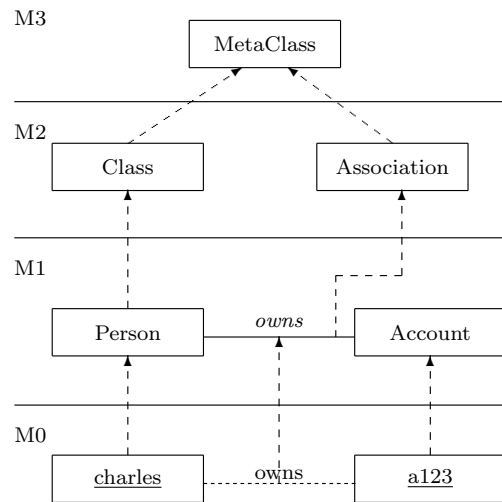 M3
MetaClass
M2
Class Association
M1
Person owns Account
M0
charles owns a123